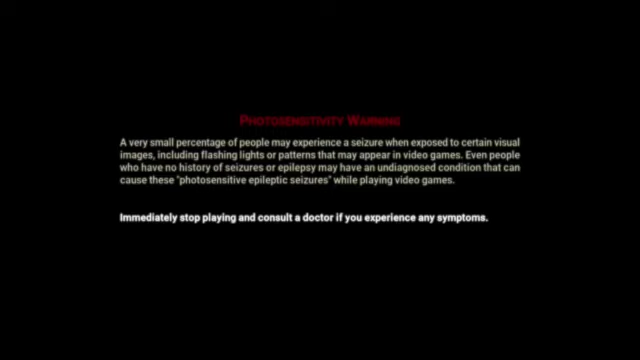 PHOTOSENSITIVITY WARNING
A very small percentage of people may experience a seizure when exposed to certain visual
images, including flashing lights or patterns that may appear in video games. Even people
who have no history of seizures or epilepsy may have an undiagnosed condition that can
cause these "photosensitive epileptic seizures" while playing video games.
Immediately stop playing and consult a doctor if you experience any symptoms.